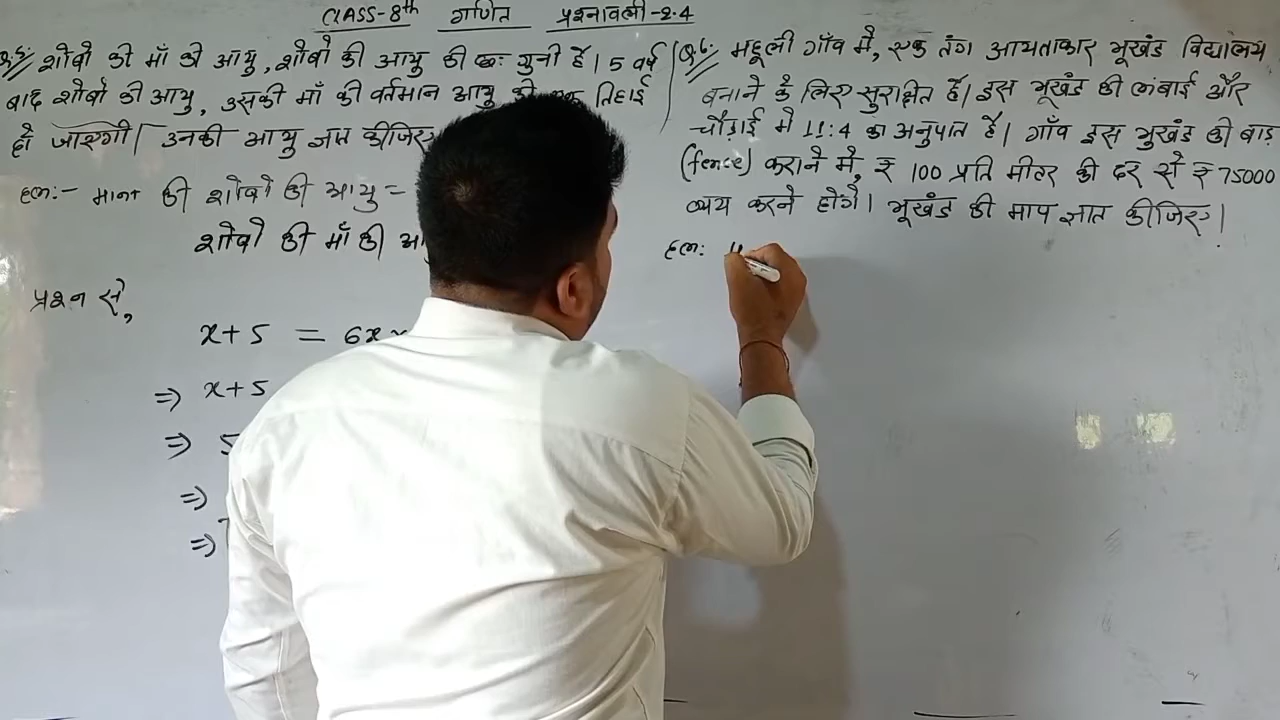 CLASS-8th गणित प्रश्नावली-2.4
Q.5: शोबो की माँ की आयु, शोबो की आयु की छः गुनी है। 5 वर्ष
बाद शोबो की आयु, उसकी माँ की वर्तमान आयु की एक तिहाई
हो जाएगी। उनकी आयु ज्ञात कीजिए
हलः- माना की शोबो की आयु =
शोबो की माँ की आयु
प्रश्न से,
x+5 = 6x×
⇒ x+5
⇒ 5
⇒
⇒
Q.6: महूली गाँव में, एक तंग आयताकार भूखंड विद्यालय
बनाने के लिए सुरक्षित है। इस भूखंड की लंबाई और
चौड़ाई में 11:4 का अनुपात है। गाँव इस भूखंड की बाड़
(fence) कराने में, ₹ 100 प्रति मीटर की दर से ₹ 75000
व्यय करने होंगे। भूखंड की माप ज्ञात कीजिए।
हलः